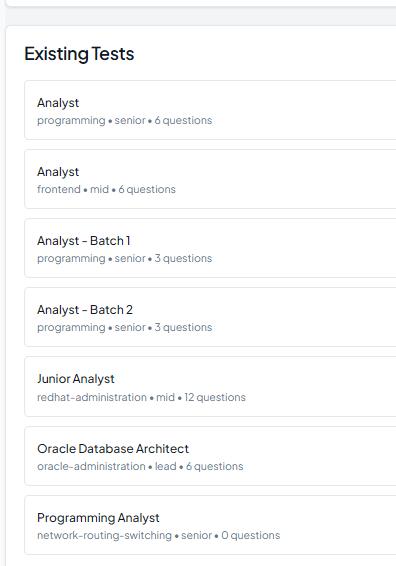 Existing Tests
Analyst
programming • senior • 6 questions
Analyst
frontend • mid • 6 questions
Analyst - Batch 1
programming • senior • 3 questions
Analyst - Batch 2
programming • senior • 3 questions
Junior Analyst
redhat-administration • mid • 12 questions
Oracle Database Architect
oracle-administration • lead • 6 questions
Programming Analyst
network-routing-switching • senior • 0 questions